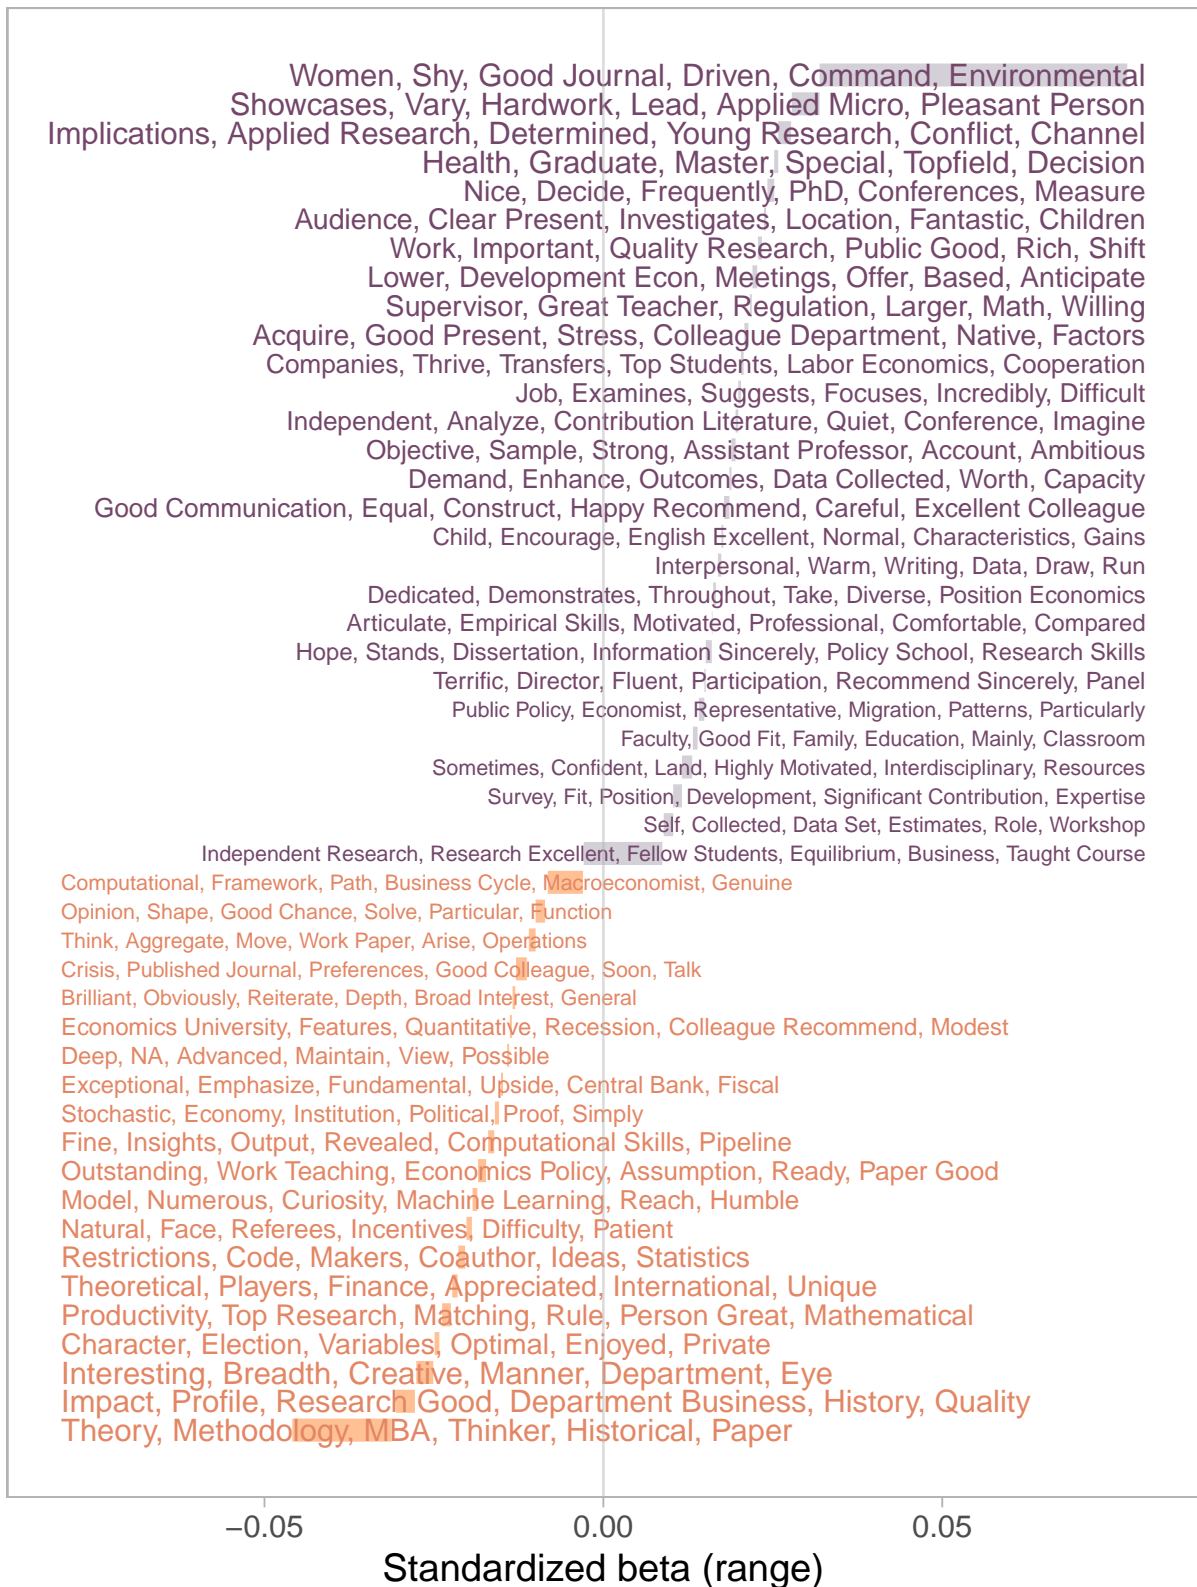 Women, Shy, Good Journal, Driven, Command, Environmental
Showcases, Vary, Hardwork, Lead, Applied Micro, Pleasant Person
Implications, Applied Research, Determined, Young Research, Conflict, Channel
Health, Graduate, Master, Special, Topfield, Decision
Nice, Decide, Frequently, PhD, Conferences, Measure
Audience, Clear Present, Investigates, Location, Fantastic, Children
Work, Important, Quality Research, Public Good, Rich, Shift
Lower, Development Econ, Meetings, Offer, Based, Anticipate
Supervisor, Great Teacher, Regulation, Larger, Math, Willing
Acquire, Good Present, Stress, Colleague Department, Native, Factors
Companies, Thrive, Transfers, Top Students, Labor Economics, Cooperation
Job, Examines, Suggests, Focuses, Incredibly, Difficult
Independent, Analyze, Contribution Literature, Quiet, Conference, Imagine
Objective, Sample, Strong, Assistant Professor, Account, Ambitious
Demand, Enhance, Outcomes, Data Collected, Worth, Capacity
Good Communication, Equal, Construct, Happy Recommend, Careful, Excellent Colleague
Child, Encourage, English Excellent, Normal, Characteristics, Gains
Interpersonal, Warm, Writing, Data, Draw, Run
Dedicated, Demonstrates, Throughout, Take, Diverse, Position Economics
Articulate, Empirical Skills, Motivated, Professional, Comfortable, Compared
Hope, Stands, Dissertation, Information Sincerely, Policy School, Research Skills
Terrific, Director, Fluent, Participation, Recommend Sincerely, Panel
Public Policy, Economist, Representative, Migration, Patterns, Particularly
Faculty, Good Fit, Family, Education, Mainly, Classroom
Sometimes, Confident, Land, Highly Motivated, Interdisciplinary, Resources
Survey, Fit, Position, Development, Significant Contribution, Expertise
Self, Collected, Data Set, Estimates, Role, Workshop
Independent Research, Research Excellent, Fellow Students, Equilibrium, Business, Taught Course
Computational, Framework, Path, Business Cycle, Macroeconomist, Genuine
Opinion, Shape, Good Chance, Solve, Particular, Function
Think, Aggregate, Move, Work Paper, Arise, Operations
Crisis, Published Journal, Preferences, Good Colleague, Soon, Talk
Brilliant, Obviously, Reiterate, Depth, Broad Interest, General
Economics University, Features, Quantitative, Recession, Colleague Recommend, Modest
Deep, NA, Advanced, Maintain, View, Possible
Exceptional, Emphasize, Fundamental, Upside, Central Bank, Fiscal
Stochastic, Economy, Institution, Political, Proof, Simply
Fine, Insights, Output, Revealed, Computational Skills, Pipeline
Outstanding, Work Teaching, Economics Policy, Assumption, Ready, Paper Good
Model, Numerous, Curiosity, Machine Learning, Reach, Humble
Natural, Face, Referees, Incentives, Difficulty, Patient
Restrictions, Code, Makers, Coauthor, Ideas, Statistics
Theoretical, Players, Finance, Appreciated, International, Unique
Productivity, Top Research, Matching, Rule, Person Great, Mathematical
Character, Election, Variables, Optimal, Enjoyed, Private
Interesting, Breadth, Creative, Manner, Department, Eye
Impact, Profile, Research Good, Department Business, History, Quality
Theory, Methodology, MBA, Thinker, Historical, Paper
−0.05 0.00 0.05
Standardized beta (range)